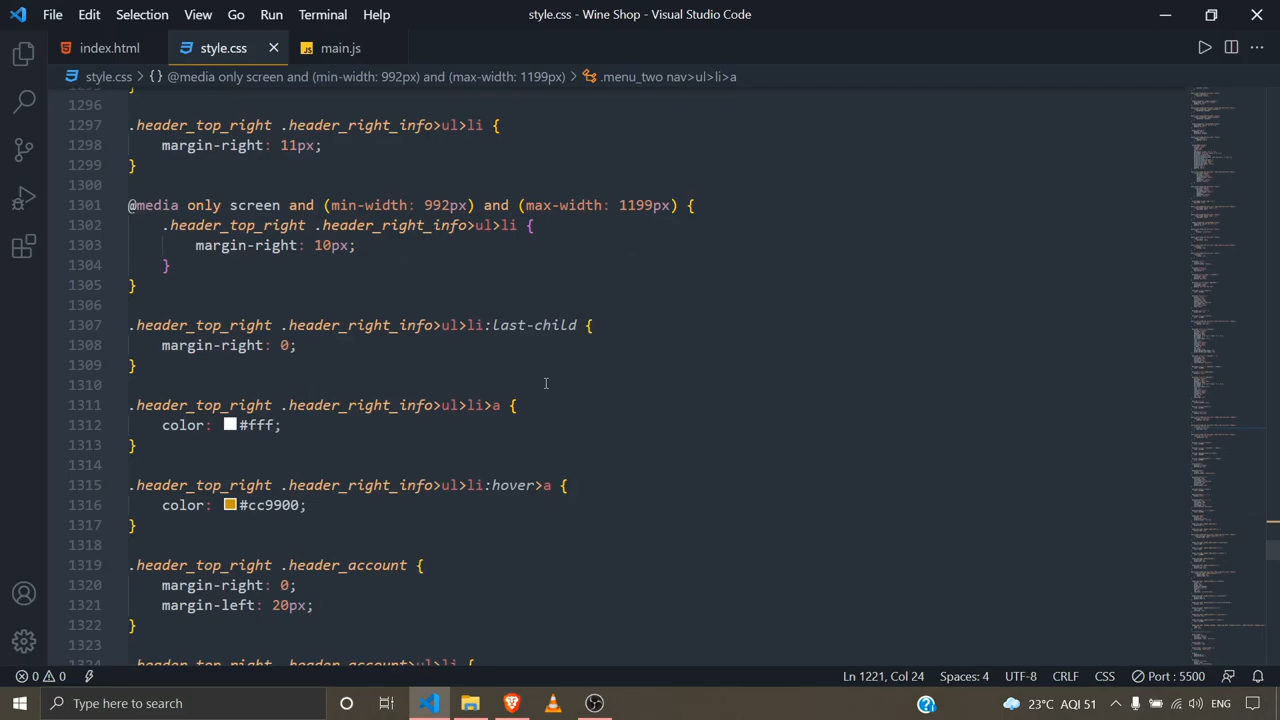 File Edit Selection View Go Run Terminal Help style.css - Wine Shop - Visual Studio Code
index.html style.css main.js
style.css > {} @media only screen and (min-width: 992px) and (max-width: 1199px) > .menu_two nav>ul>li>a
1296
1297 .header_top_right .header_right_info>ul>li {
1298 margin-right: 11px;
1299 }
1300
1301 @media only screen and (min-width: 992px) and (max-width: 1199px) {
1302 .header_top_right .header_right_info>ul>li {
1303 margin-right: 10px;
1304 }
1305 }
1306
1307 .header_top_right .header_right_info>ul>li:last-child {
1308 margin-right: 0;
1309 }
1310
1311 .header_top_right .header_right_info>ul>li>a {
1312 color: #fff;
1313 }
1314
1315 .header_top_right .header_right_info>ul>li:hover>a {
1316 color: #cc9900;
1317 }
1318
1319 .header_top_right .header_account {
1320 margin-right: 0;
1321 margin-left: 20px;
1322 }
1323
1324 .header_top_right .header_account>ul>li {
0 0 Ln 1221, Col 24 Spaces: 4 UTF-8 CRLF CSS Port : 5500
Type here to search 23°C AQI 51 ENG